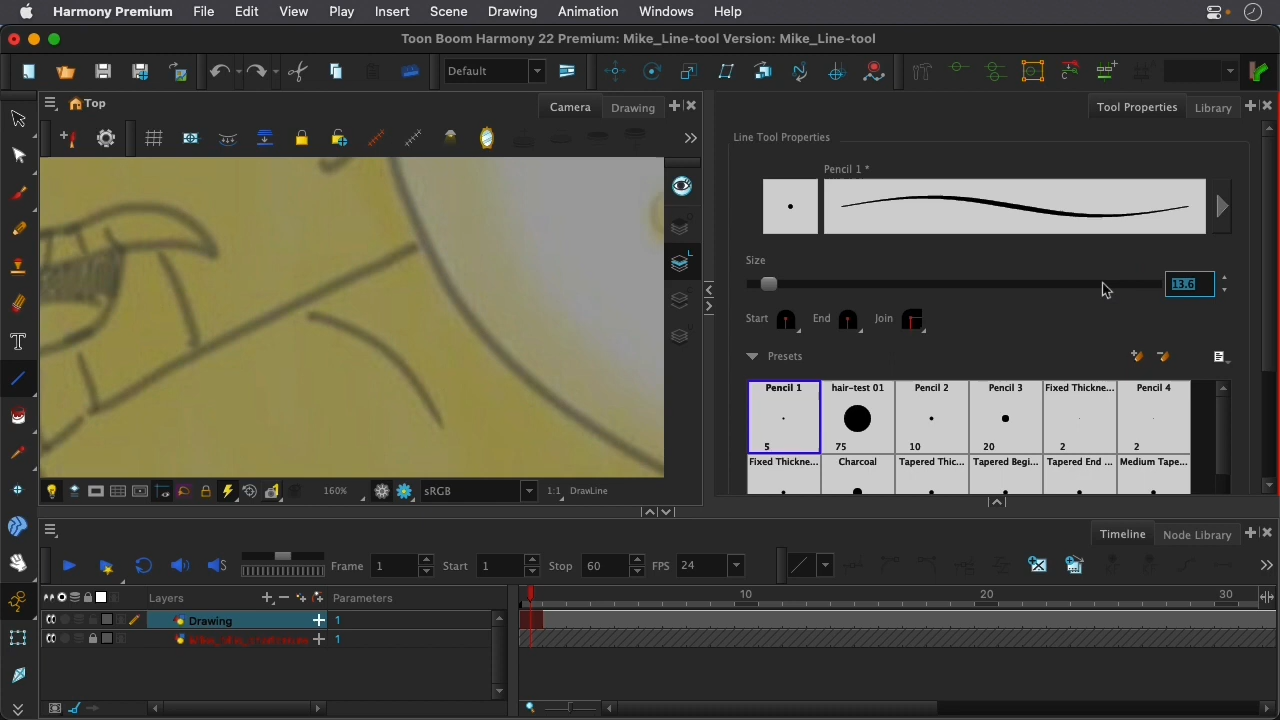 Harmony Premium File Edit View Play Insert Scene Drawing Animation Windows Help
Toon Boom Harmony 22 Premium: Mike_Line-tool Version: Mike_Line-tool
Default
Top Camera Drawing
Tool Properties Library
Line Tool Properties
Pencil 1 *
Size
13.6
Start End Join
Presets
Pencil 1 hair-test 01 Pencil 2 Pencil 3 Fixed Thickne... Pencil 4
5 75 10 20 2 2
Fixed Thickne... Charcoal Tapered Thic... Tapered Begi... Tapered End ... Medium Tape...
160% sRGB 1:1 DrawLine
Timeline Node Library
Frame 1 Start 1 Stop 60 FPS 24
Layers Parameters 10 20 30
Drawing 1
1